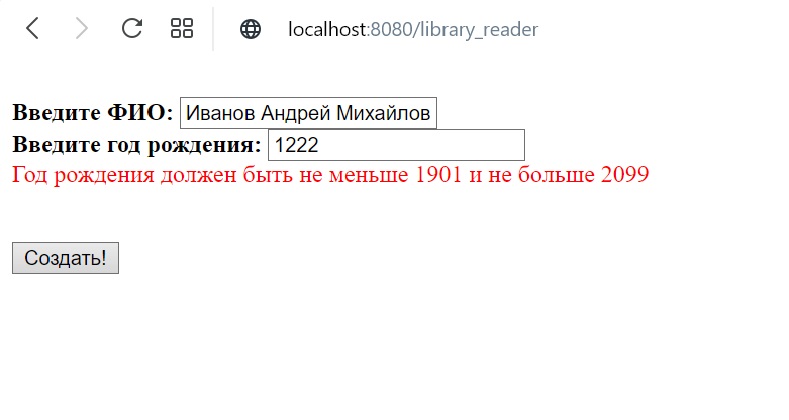 localhost:8080/library_reader
Введите ФИО: Иванов Андрей Михайлов
Введите год рождения: 1222
Год рождения должен быть не меньше 1901 и не больше 2099
Создать!